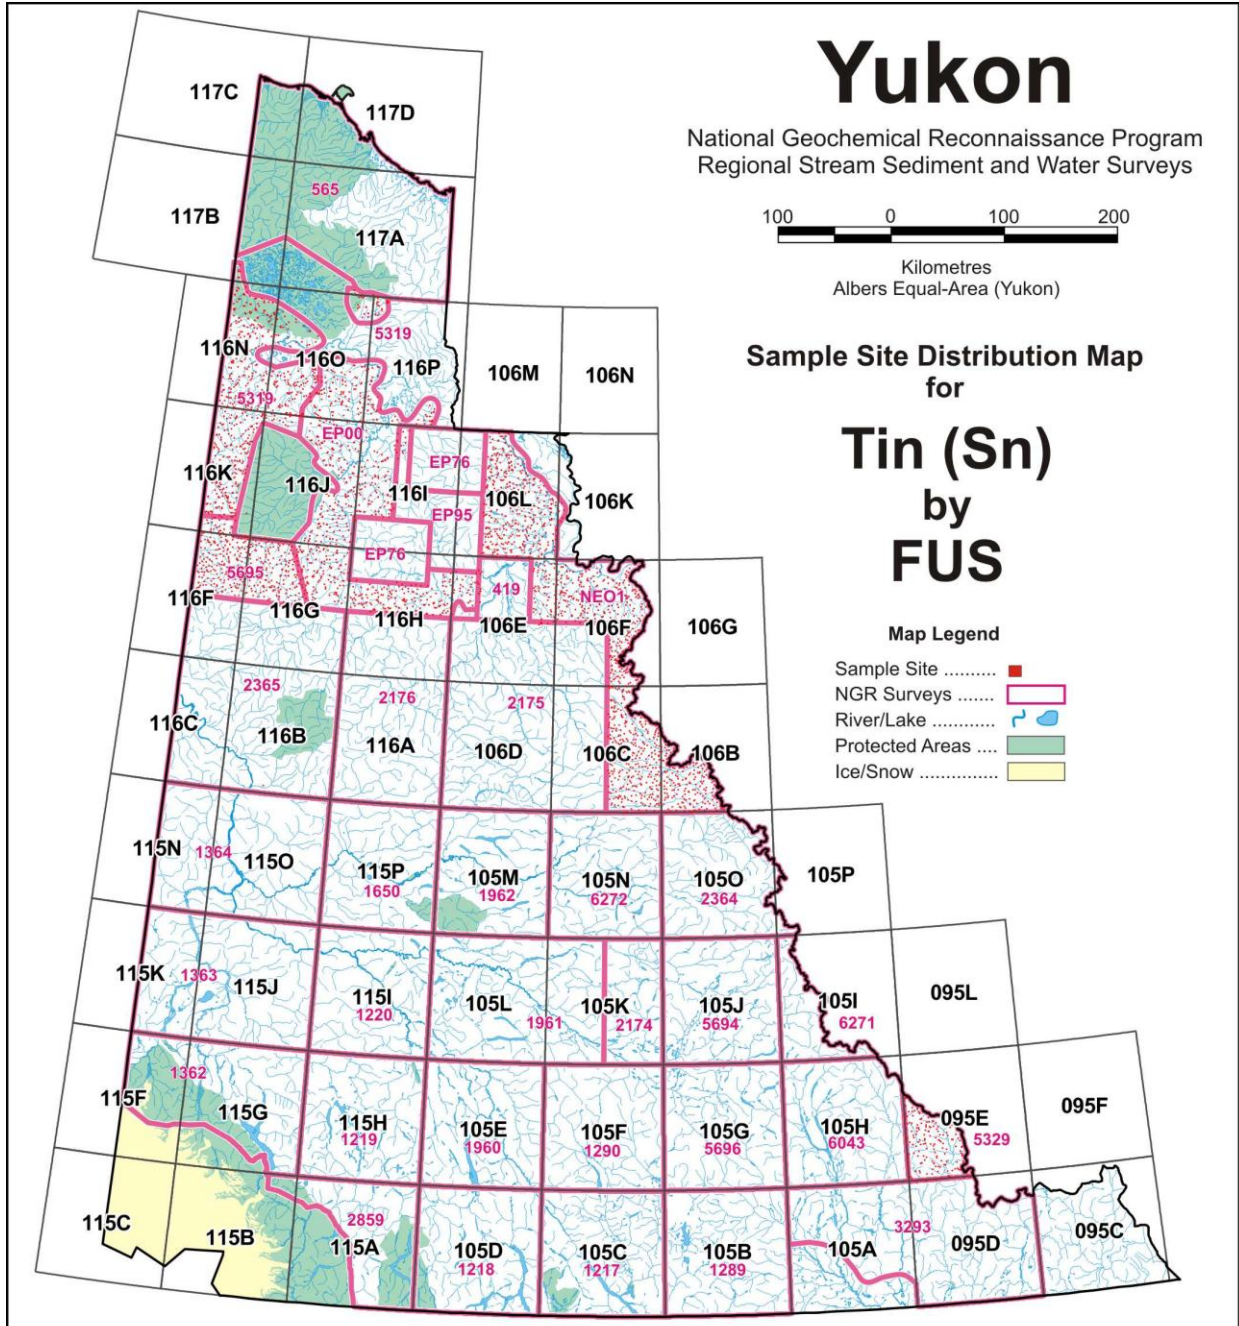 Yukon
National Geochemical Reconnaissance Program
Regional Stream Sediment and Water Surveys
100 0 100 200
Kilometres
Albers Equal-Area (Yukon)
Sample Site Distribution Map
for
Tin (Sn)
by
FUS
Map Legend
Sample Site ..........
NGR Surveys .......
River/Lake ............
Protected Areas ....
Ice/Snow ...............
117C
117D
565
117B
117A
5319
116N
116O
116P
106M
106N
5319
EP00
EP76
116K
116J
116I
106L
106K
EP95
EP76
5695
419
NEO1
116F
116G
116H
106E
106F
106G
2365
2176
2175
116C
116B
116A
106D
106C
106B
115N
1364
115O
115P
1650
105M
1962
105N
6272
105O
2364
105P
115K
1363
115J
115I
1220
105L
1961
105K
2174
105J
5694
105I
6271
095L
1362
115F
115G
115H
1219
105E
1960
105F
1290
105G
5696
105H
6043
095E
5329
095F
115C
115B
2859
115A
105D
1218
105C
1217
105B
1289
105A
3293
095D
095C